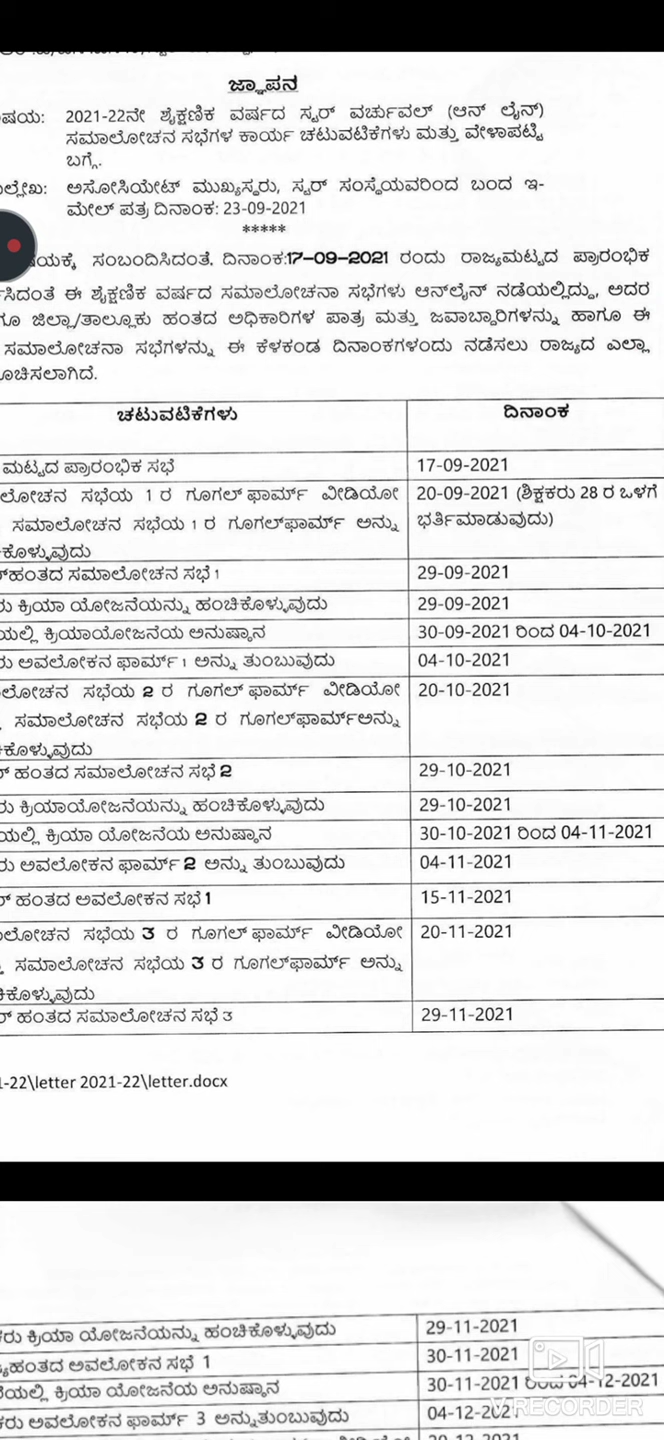 ಜ್ಞಾಪನ
ಷಯ: 2021-22ನೇ ಶೈಕ್ಷಣಿಕ ವರ್ಷದ ಸ್ಟರ್ ವರ್ಚುವಲ್ (ಆನ್ ಲೈನ್)
ಸಮಾಲೋಚನ ಸಭೆಗಳ ಕಾರ್ಯ ಚಟುವಟಿಕೆಗಳು ಮತ್ತು ವೇಳಾಪಟ್ಟಿ
ಬಗ್ಗೆ.
ಲ್ಲೇಖ: ಅಸೋಸಿಯೇಟ್ ಮುಖ್ಯಸ್ಥರು, ಸ್ಟರ್ ಸಂಸ್ಥೆಯವರಿಂದ ಬಂದ ಇ-
ಮೇಲ್ ಪತ್ರ ದಿನಾಂಕ: 23-09-2021
*****
ಯಕ್ಕೆ ಸಂಬಂದಿಸಿದಂತೆ, ದಿನಾಂಕ:17-09-2021 ರಂದು ರಾಜ್ಯಮಟ್ಟದ ಪ್ರಾರಂಭಿಕ
ಸಿದಂತೆ ಈ ಶೈಕ್ಷಣಿಕ ವರ್ಷದ ಸಮಾಲೋಚನಾ ಸಭೆಗಳು ಆನ್‌ಲೈನ್ ನಡೆಯಲ್ಲಿದ್ದು, ಅದರ
ಗೂ ಜಿಲ್ಲಾ/ತಾಲ್ಲೂಕು ಹಂತದ ಅಧಿಕಾರಿಗಳ ಪಾತ್ರ ಮತ್ತು ಜವಾಬ್ದಾರಿಗಳನ್ನು ಹಾಗೂ ಈ
ಸಮಾಲೋಚನಾ ಸಭೆಗಳನ್ನು ಈ ಕೆಳಕಂಡ ದಿನಾಂಕಗಳಂದು ನಡೆಸಲು ರಾಜ್ಯದ ಎಲ್ಲಾ
ೂಚಿಸಲಾಗಿದೆ.
ಚಟುವಟಿಕೆಗಳು ದಿನಾಂಕ
ಮಟ್ಟದ ಪ್ರಾರಂಭಿಕ ಸಭೆ 17-09-2021
ಲೋಚನ ಸಭೆಯ 1 ರ ಗೂಗಲ್ ಫಾರ್ಮ್ ವೀಡಿಯೋ 20-09-2021 (ಶಿಕ್ಷಕರು 28 ರ ಒಳಗೆ
ಸಮಾಲೋಚನ ಸಭೆಯ 1 ರ ಗೂಗಲ್‌ಫಾರ್ಮ್ ಅನ್ನು ಭರ್ತಿಮಾಡುವುದು)
ಕೊಳ್ಳುವುದು
ರ್‌ಹಂತದ ಸಮಾಲೋಚನ ಸಭೆ 1 29-09-2021
ರು ಕ್ರಿಯಾ ಯೋಜನೆಯನ್ನು ಹಂಚಿಕೊಳ್ಳುವುದು 29-09-2021
ಯಲ್ಲಿ ಕ್ರಿಯಾಯೋಜನೆಯ ಅನುಷ್ಠಾನ 30-09-2021 ರಿಂದ 04-10-2021
ರು ಅವಲೋಕನ ಫಾರ್ಮ್ 1 ಅನ್ನು ತುಂಬುವುದು 04-10-2021
ಲೋಚನ ಸಭೆಯ 2 ರ ಗೂಗಲ್ ಫಾರ್ಮ್ ವೀಡಿಯೋ 20-10-2021
ಸಮಾಲೋಚನ ಸಭೆಯ 2 ರ ಗೂಗಲ್‌ಫಾರ್ಮ್‌ಅನ್ನು
ಕೊಳ್ಳುವುದು
ರ್ ಹಂತದ ಸಮಾಲೋಚನ ಸಭೆ 2 29-10-2021
ರು ಕ್ರಿಯಾಯೋಜನೆಯನ್ನು ಹಂಚಿಕೊಳ್ಳುವುದು 29-10-2021
ಯಲ್ಲಿ ಕ್ರಿಯಾ ಯೋಜನೆಯ ಅನುಷ್ಠಾನ 30-10-2021 ರಿಂದ 04-11-2021
ರು ಅವಲೋಕನ ಫಾರ್ಮ್ 2 ಅನ್ನು ತುಂಬುವುದು 04-11-2021
ರ್ ಹಂತದ ಅವಲೋಕನ ಸಭೆ 1 15-11-2021
ಲೋಚನ ಸಭೆಯ 3 ರ ಗೂಗಲ್ ಫಾರ್ಮ್ ವೀಡಿಯೋ 20-11-2021
ಸಮಾಲೋಚನ ಸಭೆಯ 3 ರ ಗೂಗಲ್‌ಫಾರ್ಮ್ ಅನ್ನು
ಕೊಳ್ಳುವುದು
ರ್ ಹಂತದ ಸಮಾಲೋಚನ ಸಭೆ 3 29-11-2021
1-22\letter 2021-22\letter.docx
ಕರು ಕ್ರಿಯಾ ಯೋಜನೆಯನ್ನು ಹಂಚಿಕೊಳ್ಳುವುದು 29-11-2021
ಹಂತದ ಅವಲೋಕನ ಸಭೆ 1 30-11-2021
ಯಲ್ಲಿ ಕ್ರಿಯಾ ಯೋಜನೆಯ ಅನುಷ್ಠಾನ 30-11-2021 ರಿಂದ 04-12-2021
ಕರು ಅವಲೋಕನ ಫಾರ್ಮ್ 3 ಅನ್ನುತುಂಬುವುದು 04-12-2021
V RECORDER